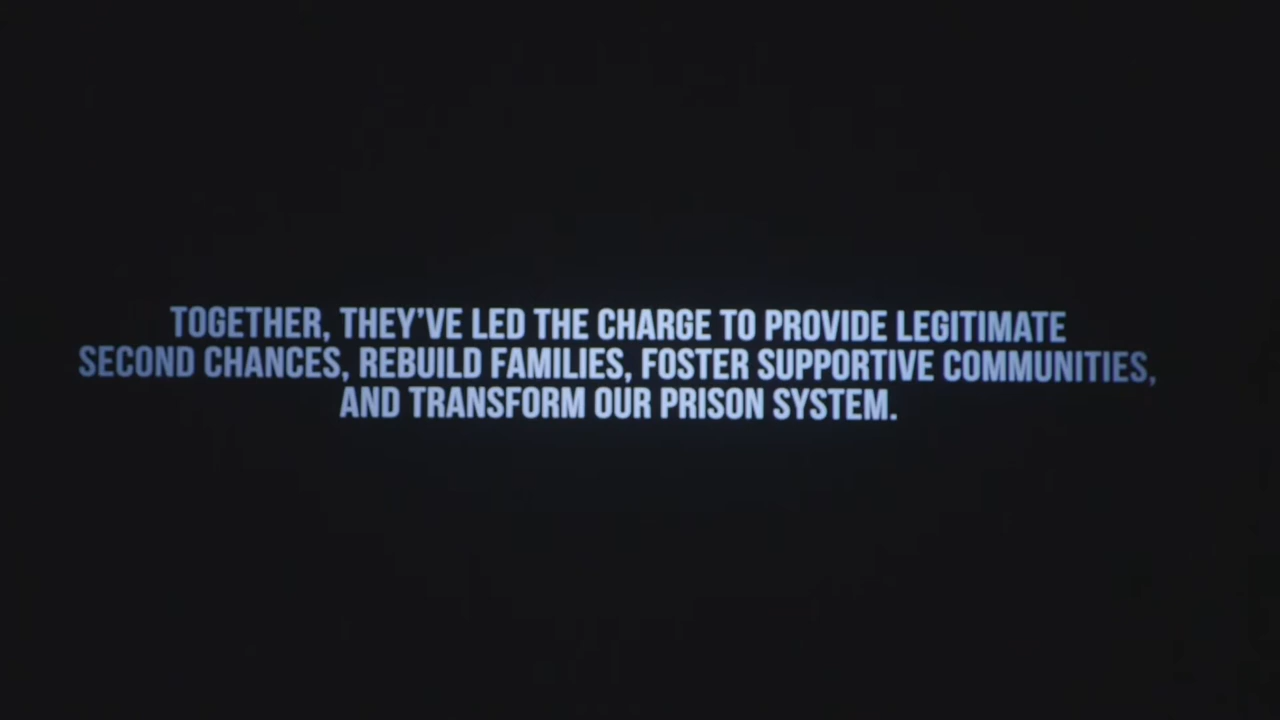 TOGETHER, THEY'VE LED THE CHARGE TO PROVIDE LEGITIMATE
SECOND CHANCES, REBUILD FAMILIES, FOSTER SUPPORTIVE COMMUNITIES,
AND TRANSFORM OUR PRISON SYSTEM.